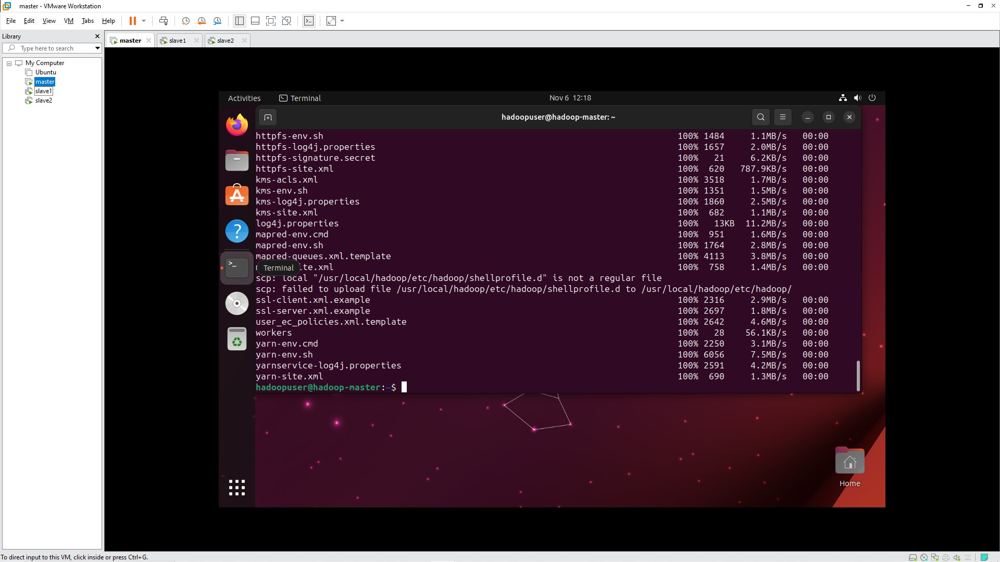 master - VMware Workstation
File Edit View VM Tabs Help
Library
Type here to search
My Computer
Ubuntu
master
slave1
slave2
master slave1 slave2
Activities Terminal Nov 6 12:18
hadoopuser@hadoop-master: ~
httpfs-env.sh 100% 1484 1.1MB/s 00:00
httpfs-log4j.properties 100% 1657 2.0MB/s 00:00
httpfs-signature.secret 100% 21 6.2KB/s 00:00
httpfs-site.xml 100% 620 787.9KB/s 00:00
kms-acls.xml 100% 3518 1.7MB/s 00:00
kms-env.sh 100% 1351 1.5MB/s 00:00
kms-log4j.properties 100% 1860 2.5MB/s 00:00
kms-site.xml 100% 682 1.1MB/s 00:00
log4j.properties 100% 13KB 11.2MB/s 00:00
mapred-env.cmd 100% 951 1.6MB/s 00:00
mapred-env.sh 100% 1764 2.8MB/s 00:00
mapred-queues.xml.template 100% 4113 3.8MB/s 00:00
Terminal te.xml 100% 758 1.4MB/s 00:00
scp: local "/usr/local/hadoop/etc/hadoop/shellprofile.d" is not a regular file
scp: failed to upload file /usr/local/hadoop/etc/hadoop/shellprofile.d to /usr/local/hadoop/etc/hadoop/
ssl-client.xml.example 100% 2316 2.9MB/s 00:00
ssl-server.xml.example 100% 2697 1.8MB/s 00:00
user_ec_policies.xml.template 100% 2642 4.6MB/s 00:00
workers 100% 28 56.1KB/s 00:00
yarn-env.cmd 100% 2250 3.1MB/s 00:00
yarn-env.sh 100% 6056 7.5MB/s 00:00
yarnservice-log4j.properties 100% 2591 4.2MB/s 00:00
yarn-site.xml 100% 690 1.3MB/s 00:00
hadoopuser@hadoop-master:~$
Home
To direct input to this VM, click inside or press Ctrl+G.